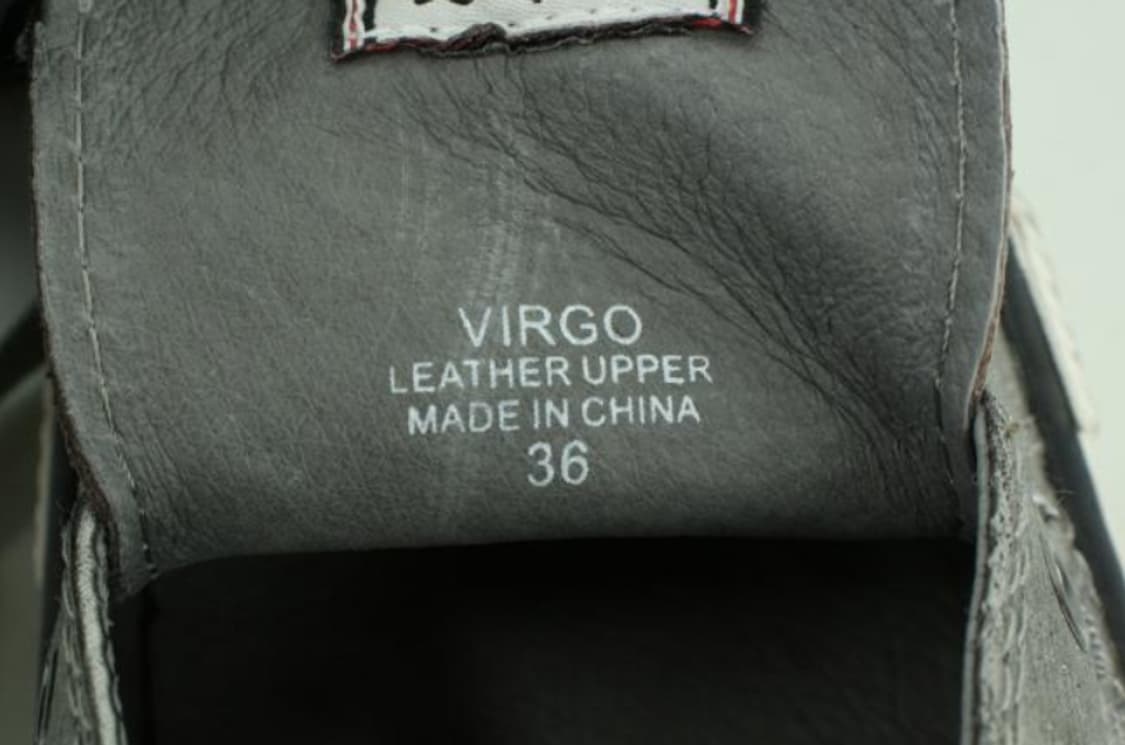 VIRGO
LEATHER UPPER
MADE IN CHINA
36